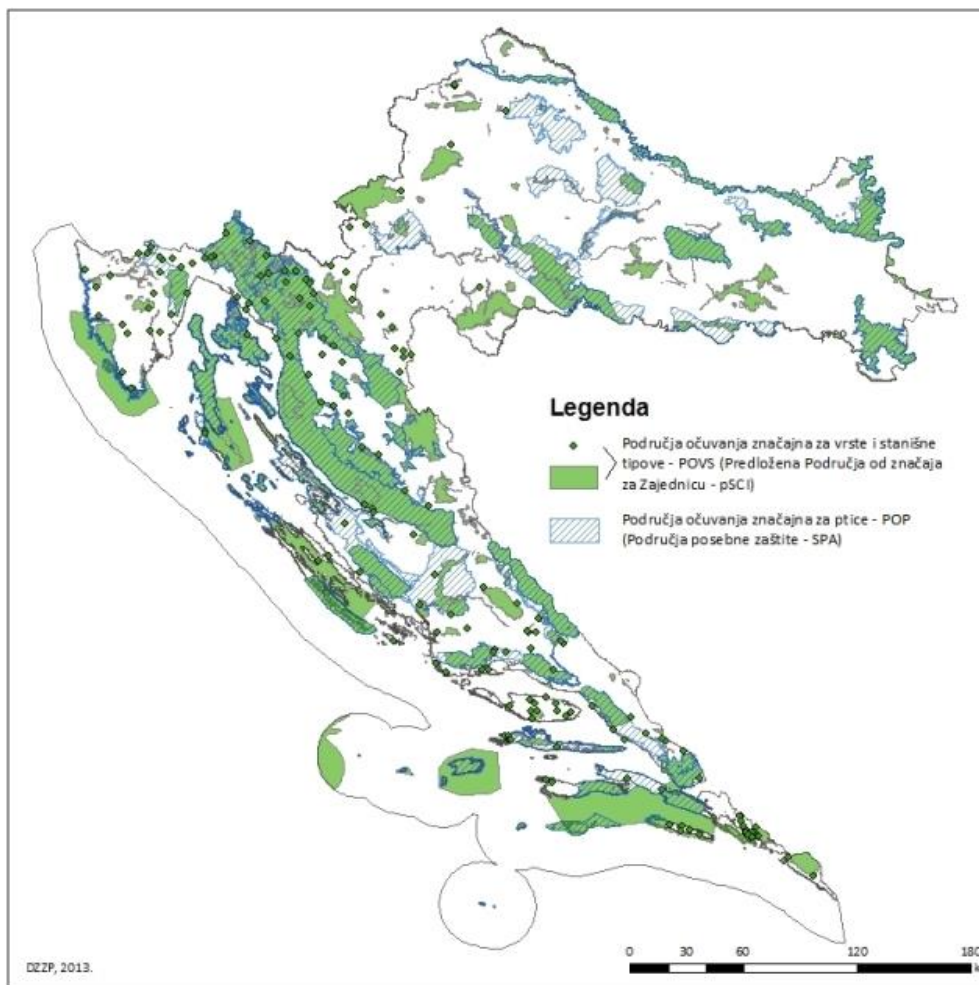 Legenda
Područja očuvanja značajna za vrste i stanišne
tipove - POVS (Predložena Područja od značaja
za Zajednicu - pSCI)
Područja očuvanja značajna za ptice - POP
(Područja posebne zaštite - SPA)
DZZP, 2013.
0 30 60 120 180